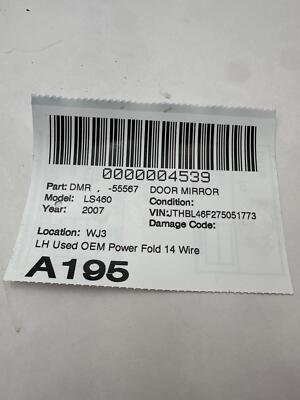 0000004539
Part: DMR , -55567 DOOR MIRROR
Model: LS460 Condition:
Year: 2007 VIN:JTHBL46F275051773
Damage Code:
Location: WJ3
LH Used OEM Power Fold 14 Wire
A195